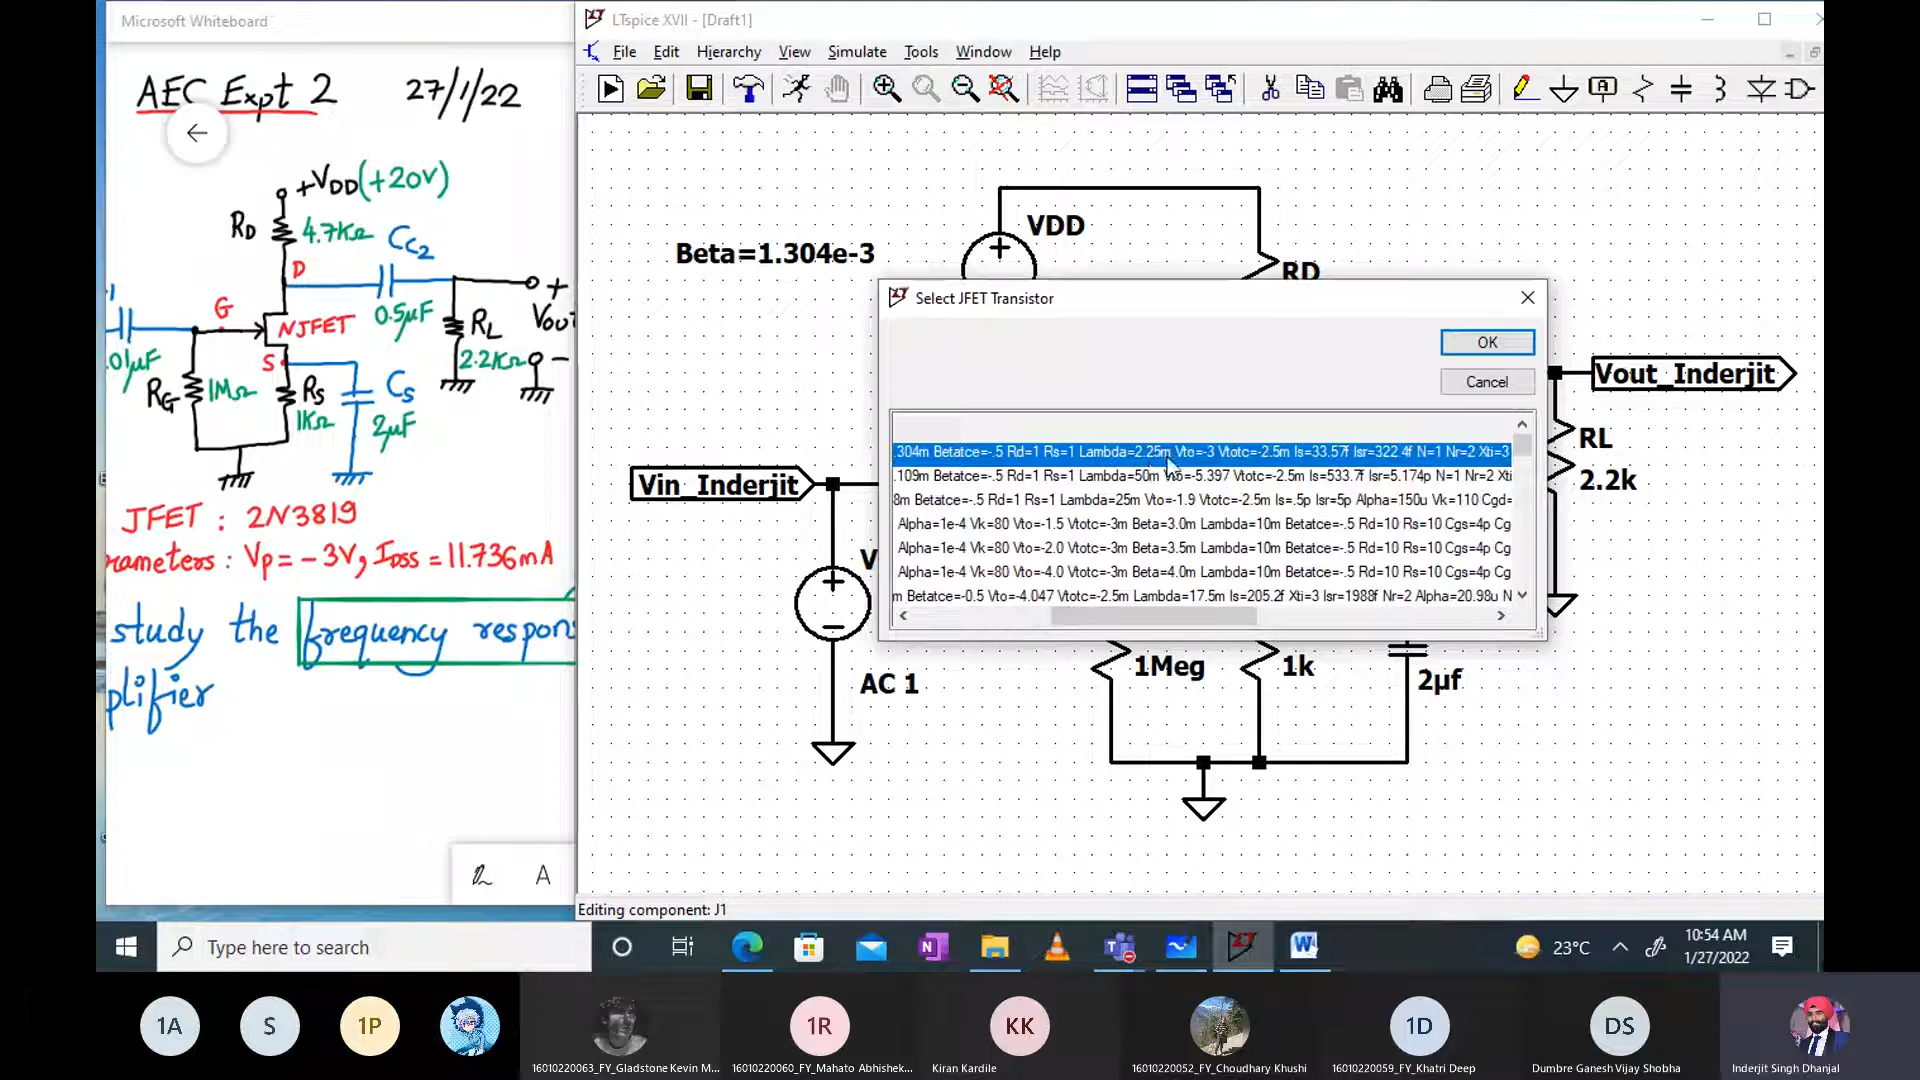 Microsoft Whiteboard
AEC Expt 2 27/1/22
+VDD(+20V)
RD 4.7KΩ
CC2
D
G
NJFET
0.5µF
RL
Vout
+
.01µF
S
2.2KΩ
−
RG 1MΩ
RS
1KΩ
CS
2µF
JFET : 2N3819
rameters : Vp = -3V, IDSS = 11.736mA
study the frequency respon
plifier
A
LTspice XVII - [Draft1]
File Edit Hierarchy View Simulate Tools Window Help
Beta=1.304e-3
VDD
RD
Select JFET Transistor
OK
Cancel
.304m Betatce=-.5 Rd=1 Rs=1 Lambda=2.25m Vto=-3 Vtotc=-2.5m Is=33.57f Isr=322.4f N=1 Nr=2 Xti=3
.109m Betatce=-.5 Rd=1 Rs=1 Lambda=50m Vto=-5.397 Vtotc=-2.5m Is=533.7f Isr=5.174p N=1 Nr=2 Xti
8m Betatce=-.5 Rd=1 Rs=1 Lambda=25m Vto=-1.9 Vtotc=-2.5m Is=.5p Isr=5p Alpha=150u Vk=110 Cgd=
Alpha=1e-4 Vk=80 Vto=-1.5 Vtotc=-3m Beta=3.0m Lambda=10m Betatce=-.5 Rd=10 Rs=10 Cgs=4p Cg
Alpha=1e-4 Vk=80 Vto=-2.0 Vtotc=-3m Beta=3.5m Lambda=10m Betatce=-.5 Rd=10 Rs=10 Cgs=4p Cg
Alpha=1e-4 Vk=80 Vto=-4.0 Vtotc=-3m Beta=4.0m Lambda=10m Betatce=-.5 Rd=10 Rs=10 Cgs=4p Cg
m Betatce=-0.5 Vto=-4.047 Vtotc=-2.5m Lambda=17.5m Is=205.2f Xti=3 Isr=1988f Nr=2 Alpha=20.98u N
Vout_Inderjit
RL
2.2k
Vin_Inderjit
V
AC 1
1Meg
1k
2µf
Editing component: J1
Type here to search
23°C
10:54 AM
1/27/2022
1A
S
1P
1R
KK
1D
DS
16010220063_FY_Gladstone Kevin M...
16010220060_FY_Mahato Abhishek...
Kiran Kardile
16010220052_FY_Choudhary Khushi
16010220059_FY_Khatri Deep
Dumbre Ganesh Vijay Shobha
Inderjit Singh Dhanjal